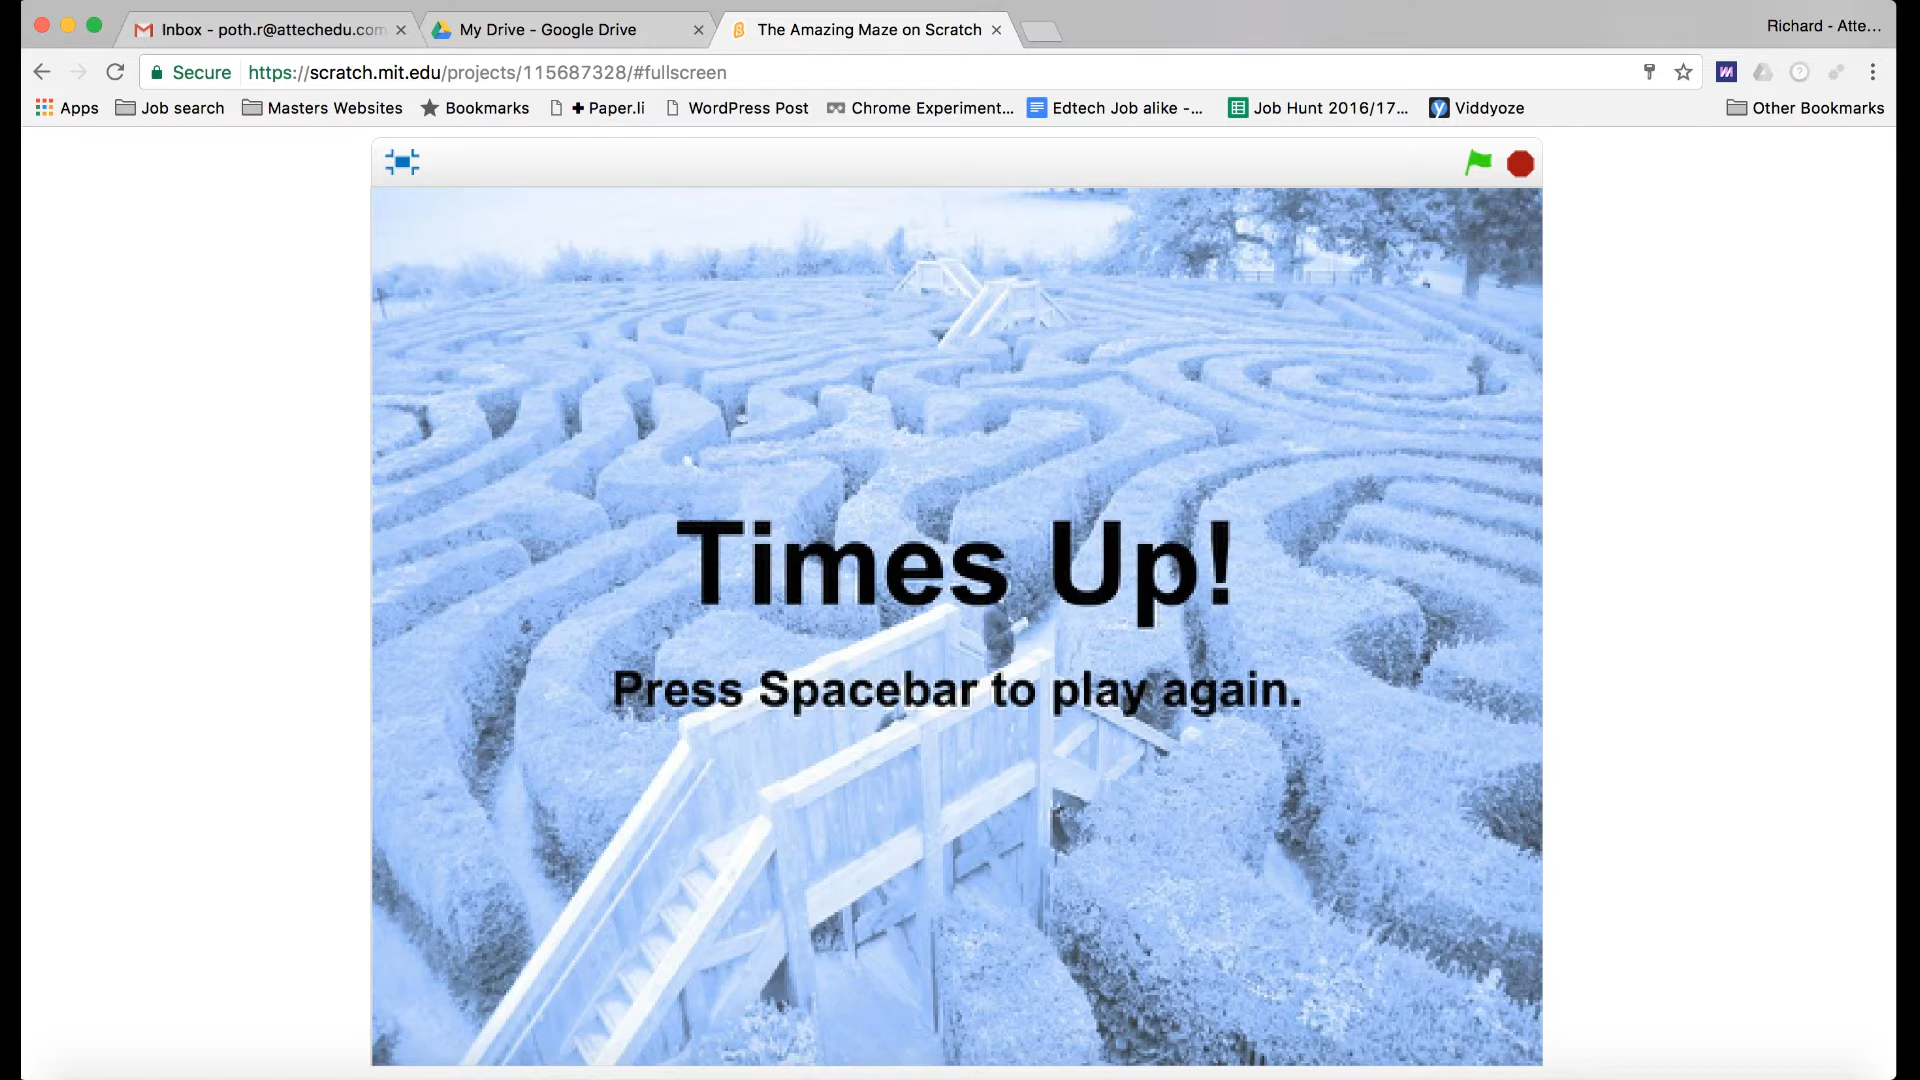 Inbox - poth.r@attechedu.com
My Drive - Google Drive
The Amazing Maze on Scratch
Richard - Atte...
Secure
https://scratch.mit.edu/projects/115687328/#fullscreen
Apps
Job search
Masters Websites
Bookmarks
+ Paper.li
WordPress Post
Chrome Experiment...
Edtech Job alike -...
Job Hunt 2016/17...
Viddyoze
Other Bookmarks
Times Up!
Press Spacebar to play again.